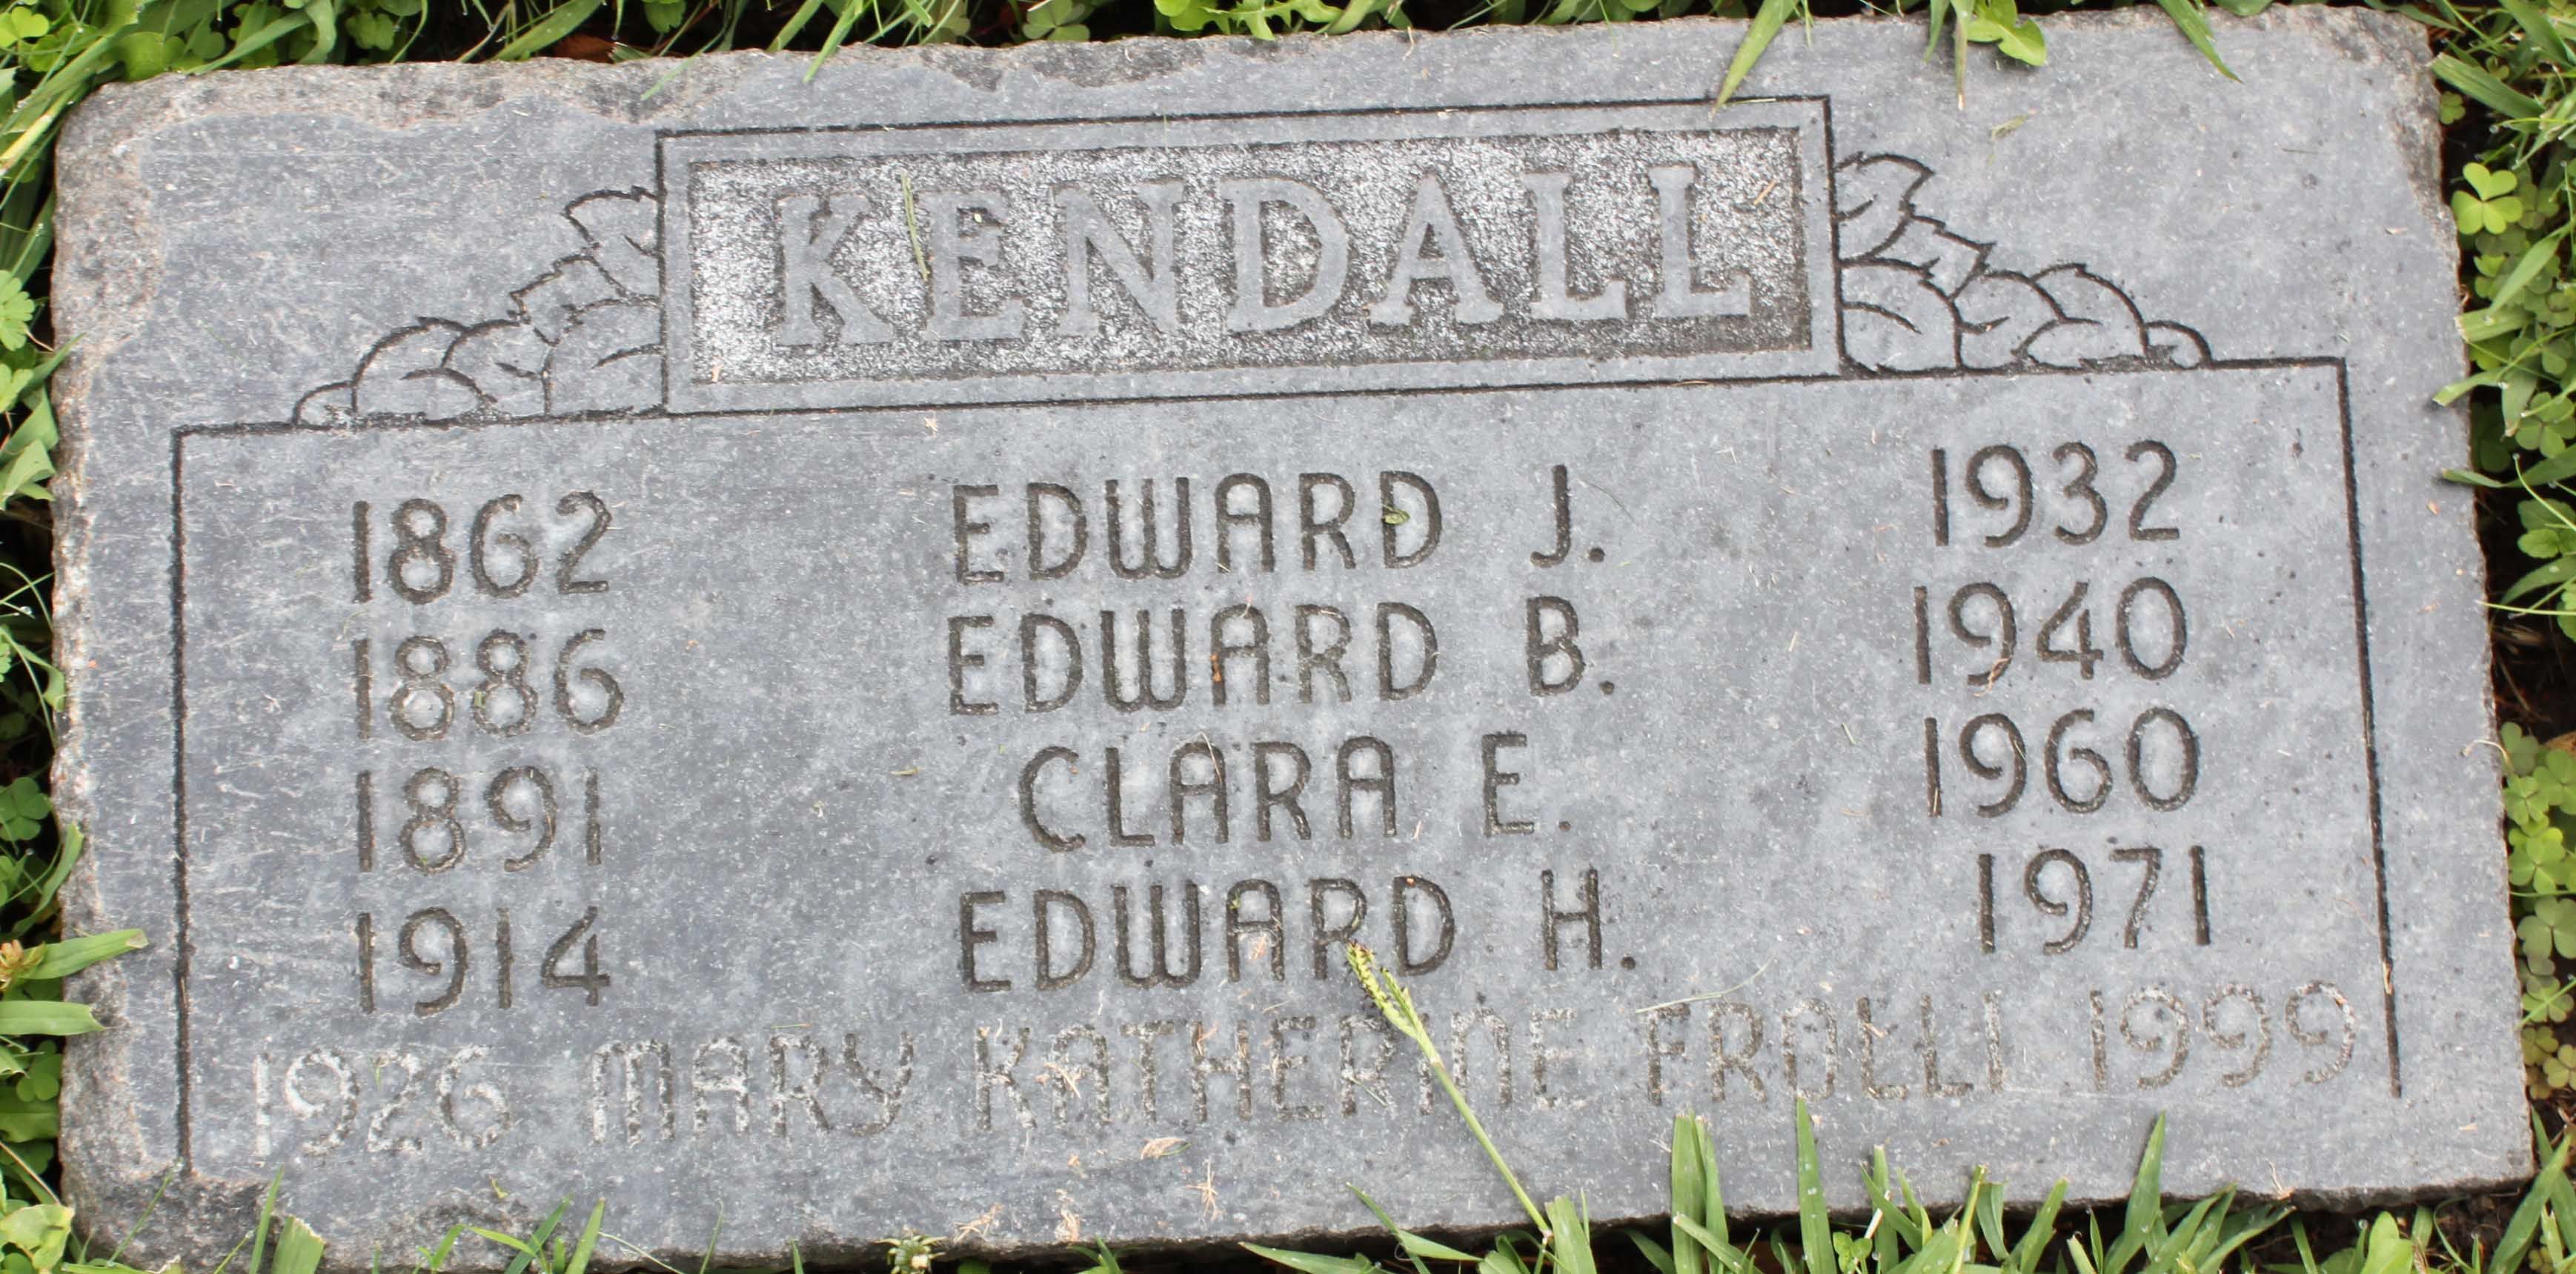 KENDALL
1862 EDWARD J. 1932
1886 EDWARD B. 1940
1891 CLARA E. 1960
1914 EDWARD H. 1971
1926 MARY KATHERINE FROLLI 1999